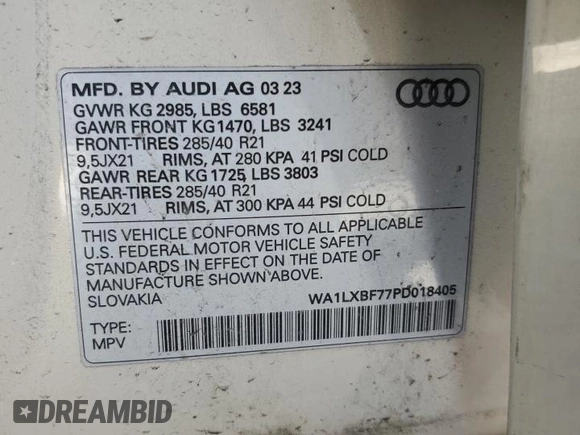 MFD. BY AUDI AG 03 23
GVWR KG 2985, LBS 6581
GAWR FRONT KG 1470, LBS 3241
FRONT-TIRES 285/40 R21
9,5JX21 RIMS, AT 280 KPA 41 PSI COLD
GAWR REAR KG 1725, LBS 3803
REAR-TIRES 285/40 R21
9,5JX21 RIMS, AT 300 KPA 44 PSI COLD
THIS VEHICLE CONFORMS TO ALL APPLICABLE
U.S. FEDERAL MOTOR VEHICLE SAFETY
STANDARDS IN EFFECT ON THE DATE OF
MANUFACTURE SHOWN ABOVE.
SLOVAKIA
WA1LXBF77PD018405
TYPE:
MPV
DREAMBID